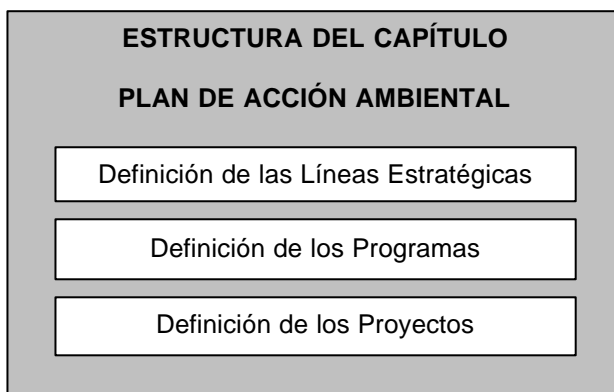 ESTRUCTURA DEL CAPÍTULO
PLAN DE ACCIÓN AMBIENTAL
Definición de las Líneas Estratégicas
Definición de los Programas
Definición de los Proyectos